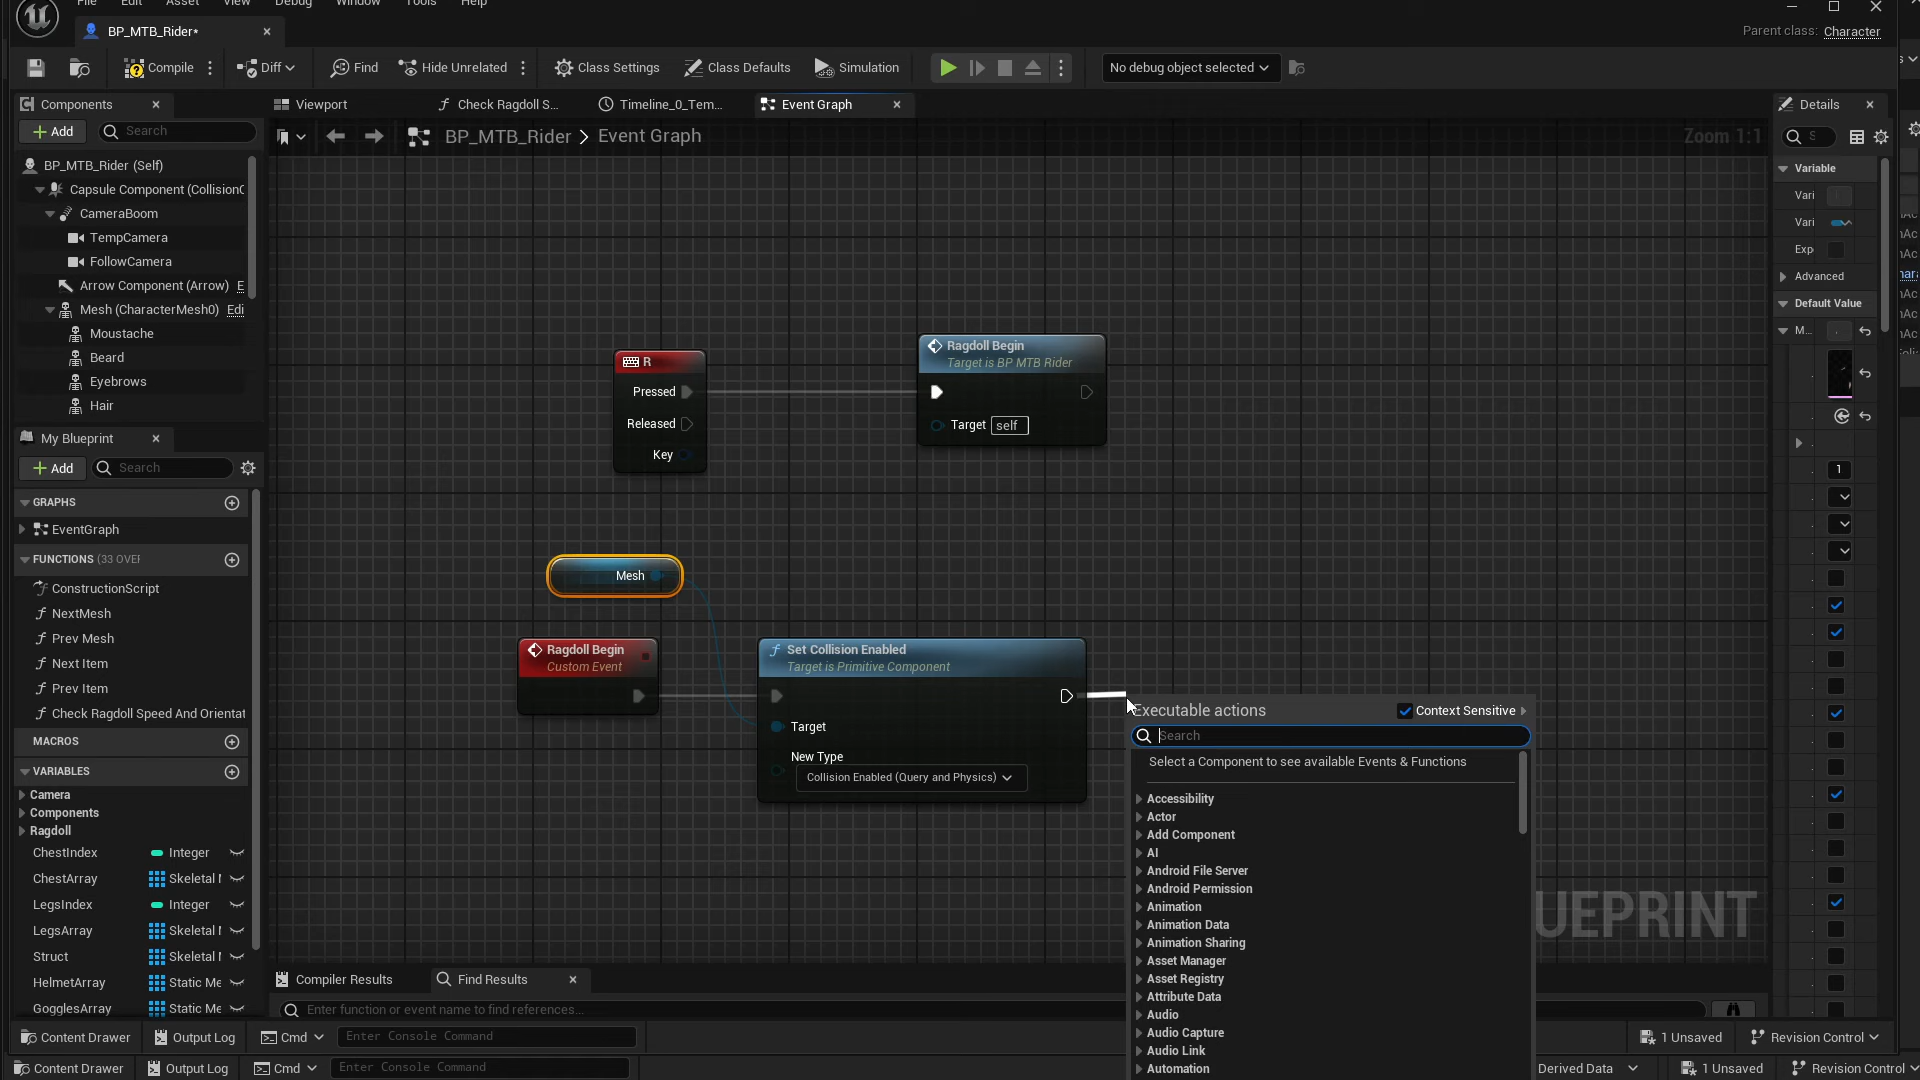 File Edit Asset View Debug Window Tools Help
BP_MTB_Rider*
Parent class: Character
Compile Diff Find Hide Unrelated Class Settings Class Defaults Simulation No debug object selected
Components Viewport Check Ragdoll S... Timeline_0_Tem... Event Graph Details
Add Search BP_MTB_Rider > Event Graph Zoom 1:1 S
BP_MTB_Rider (Self)
Capsule Component (CollisionC
CameraBoom
TempCamera
FollowCamera
Arrow Component (Arrow) E
Mesh (CharacterMesh0) Edi
Moustache
Beard
Eyebrows
Hair
My Blueprint
Add Search
GRAPHS
EventGraph
FUNCTIONS (33 OVER
ConstructionScript
NextMesh
Prev Mesh
Next Item
Prev Item
Check Ragdoll Speed And Orientat
MACROS
VARIABLES
Camera
Components
Ragdoll
ChestIndex Integer
ChestArray Skeletal M
LegsIndex Integer
LegsArray Skeletal M
Struct Skeletal M
HelmetArray Static Me
GogglesArray Static Me
R
Pressed
Released
Key
Ragdoll Begin
Target is BP MTB Rider
Target self
Mesh
Ragdoll Begin
Custom Event
Set Collision Enabled
Target is Primitive Component
Target
New Type
Collision Enabled (Query and Physics)
Executable actions Context Sensitive
Search
Select a Component to see available Events & Functions
Accessibility
Actor
Add Component
AI
Android File Server
Android Permission
Animation
Animation Data
Animation Sharing
Asset Manager
Asset Registry
Attribute Data
Audio
Audio Capture
Audio Link
Automation
UEPRINT
Variable
Vari
Vari
Exp
Advanced
Default Value
M...
1
Compiler Results Find Results
Enter function or event name to find references...
Content Drawer Output Log Cmd Enter Console Command 1 Unsaved Revision Control
Content Drawer Output Log Cmd Enter Console Command Derived Data 1 Unsaved Revision Control